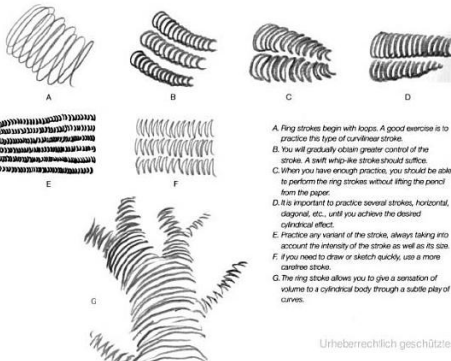 A
B
C
D
E
F
G
A. Ring strokes begin with loops. A good exercise is to
practice this type of curvilinear stroke.
B. You will gradually obtain greater control of the
stroke. A swift whip-like stroke should suffice.
C. When you have enough practice, you should be able
to perform the ring strokes without lifting the pencil
from the paper.
D. It is important to practice several strokes, horizontal,
diagonal, etc., until you achieve the desired
cylindrical effect.
E. Practice any variant of the stroke, always taking into
account the intensity of the stroke as well as its size.
F. if you need to draw or sketch quickly, use a more
carefree stroke.
G. The ring stroke allows you to give a sensation of
volume to a cylindrical body through a subtle play of
curves.
Urheberrechtlich geschützte